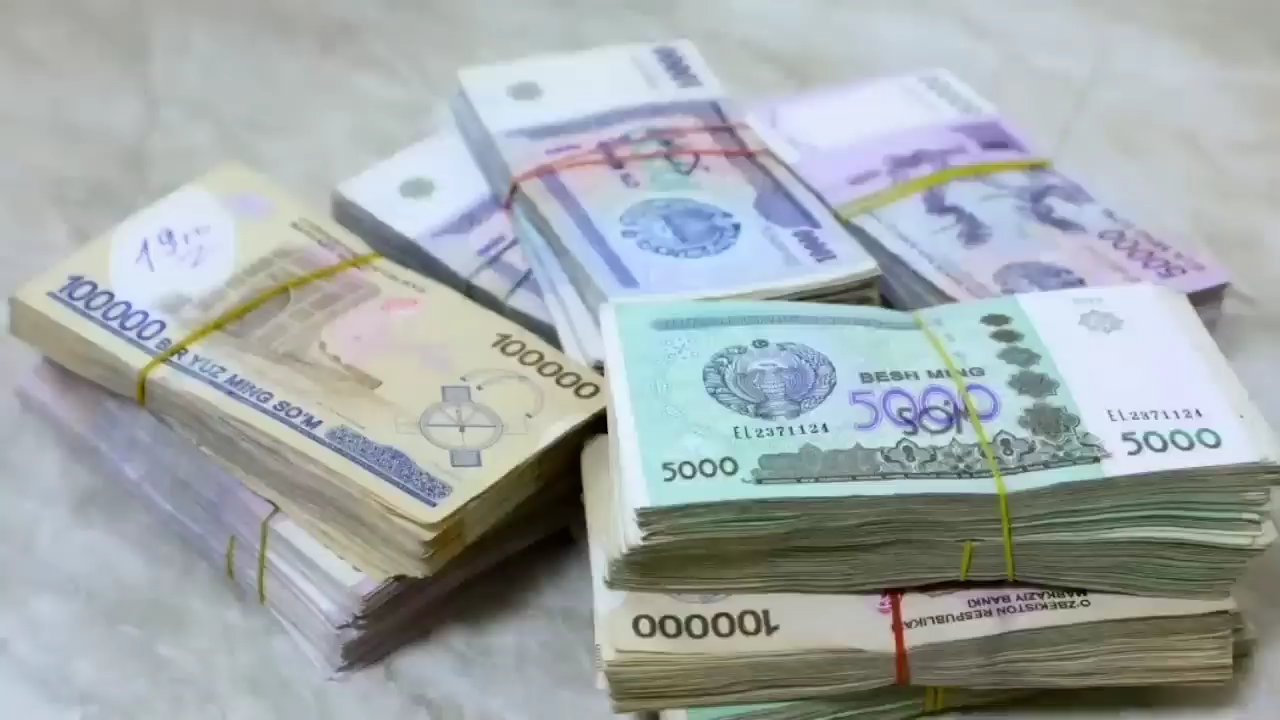 100000 BIR YUZ MING SO'M
100000
50000
BESH MING
5000
SO'M
EL2371124
EL2371124
5000
5000
100000
O'ZBEKISTON RESPUBLIKASI
MARKAZIY BANKI